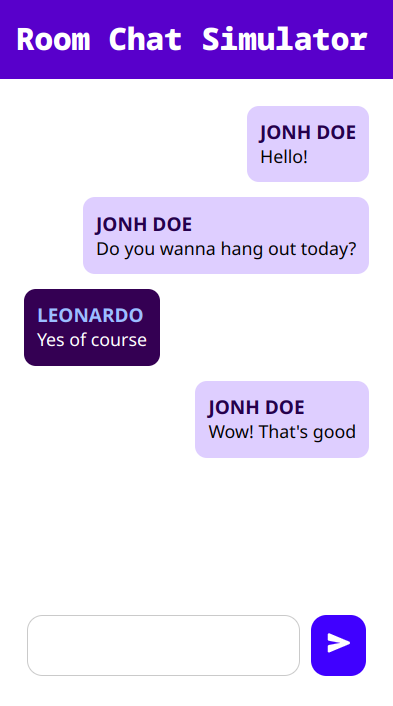 Room Chat Simulator
JONH DOE
Hello!
JONH DOE
Do you wanna hang out today?
LEONARDO
Yes of course
JONH DOE
Wow! That's good